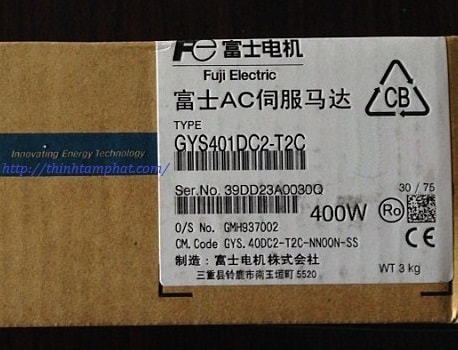 Fe 富士电机
Fuji Electric
富士AC伺服马达
CB
TYPE
GYS401DC2-T2C
Innovating Energy Technology
http://thinhtamphat.com/
Ser.No. 39DD23A0030G
30 / 75
400W
Ro
O/S No. GMH937002
CM. Code GYS.40DC2-T2C-NN00N-SS
CE
制造：富士电机株式会社
三重县铃鹿市南玉垣町 5520
WT 3 kg